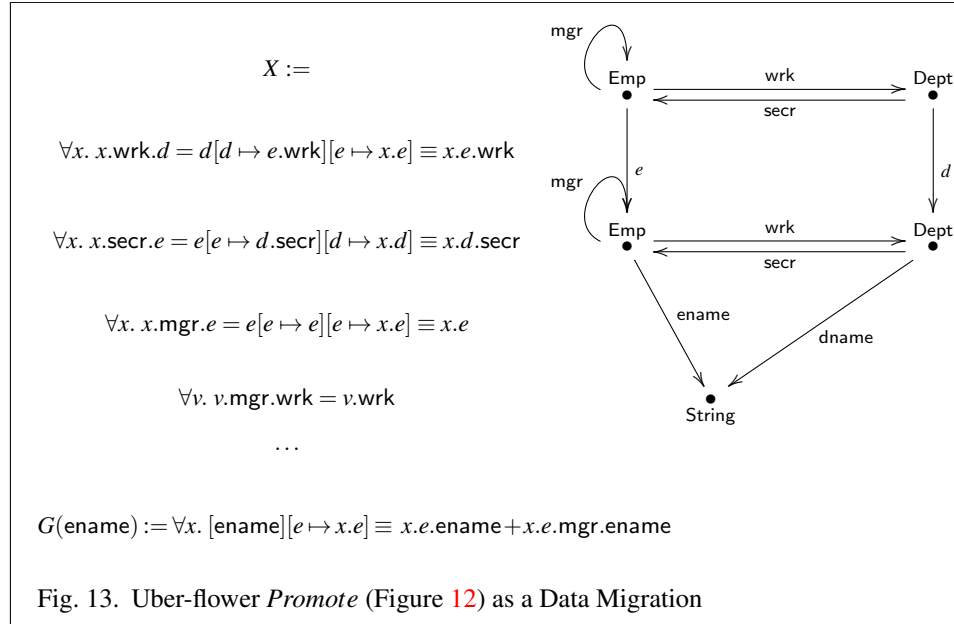 X :=
∀x. x.wrk.d = d[d ↦ e.wrk][e ↦ x.e] ≡ x.e.wrk
∀x. x.secr.e = e[e ↦ d.secr][d ↦ x.d] ≡ x.d.secr
∀x. x.mgr.e = e[e ↦ e][e ↦ x.e] ≡ x.e
∀v. v.mgr.wrk = v.wrk
...
mgr
Emp
wrk
Dept
secr
e
d
mgr
Emp
wrk
Dept
secr
ename
dname
String
G(ename) := ∀x. [ename][e ↦ x.e] ≡ x.e.ename+x.e.mgr.ename
Fig. 13. Uber-flower Promote (Figure 12) as a Data Migration